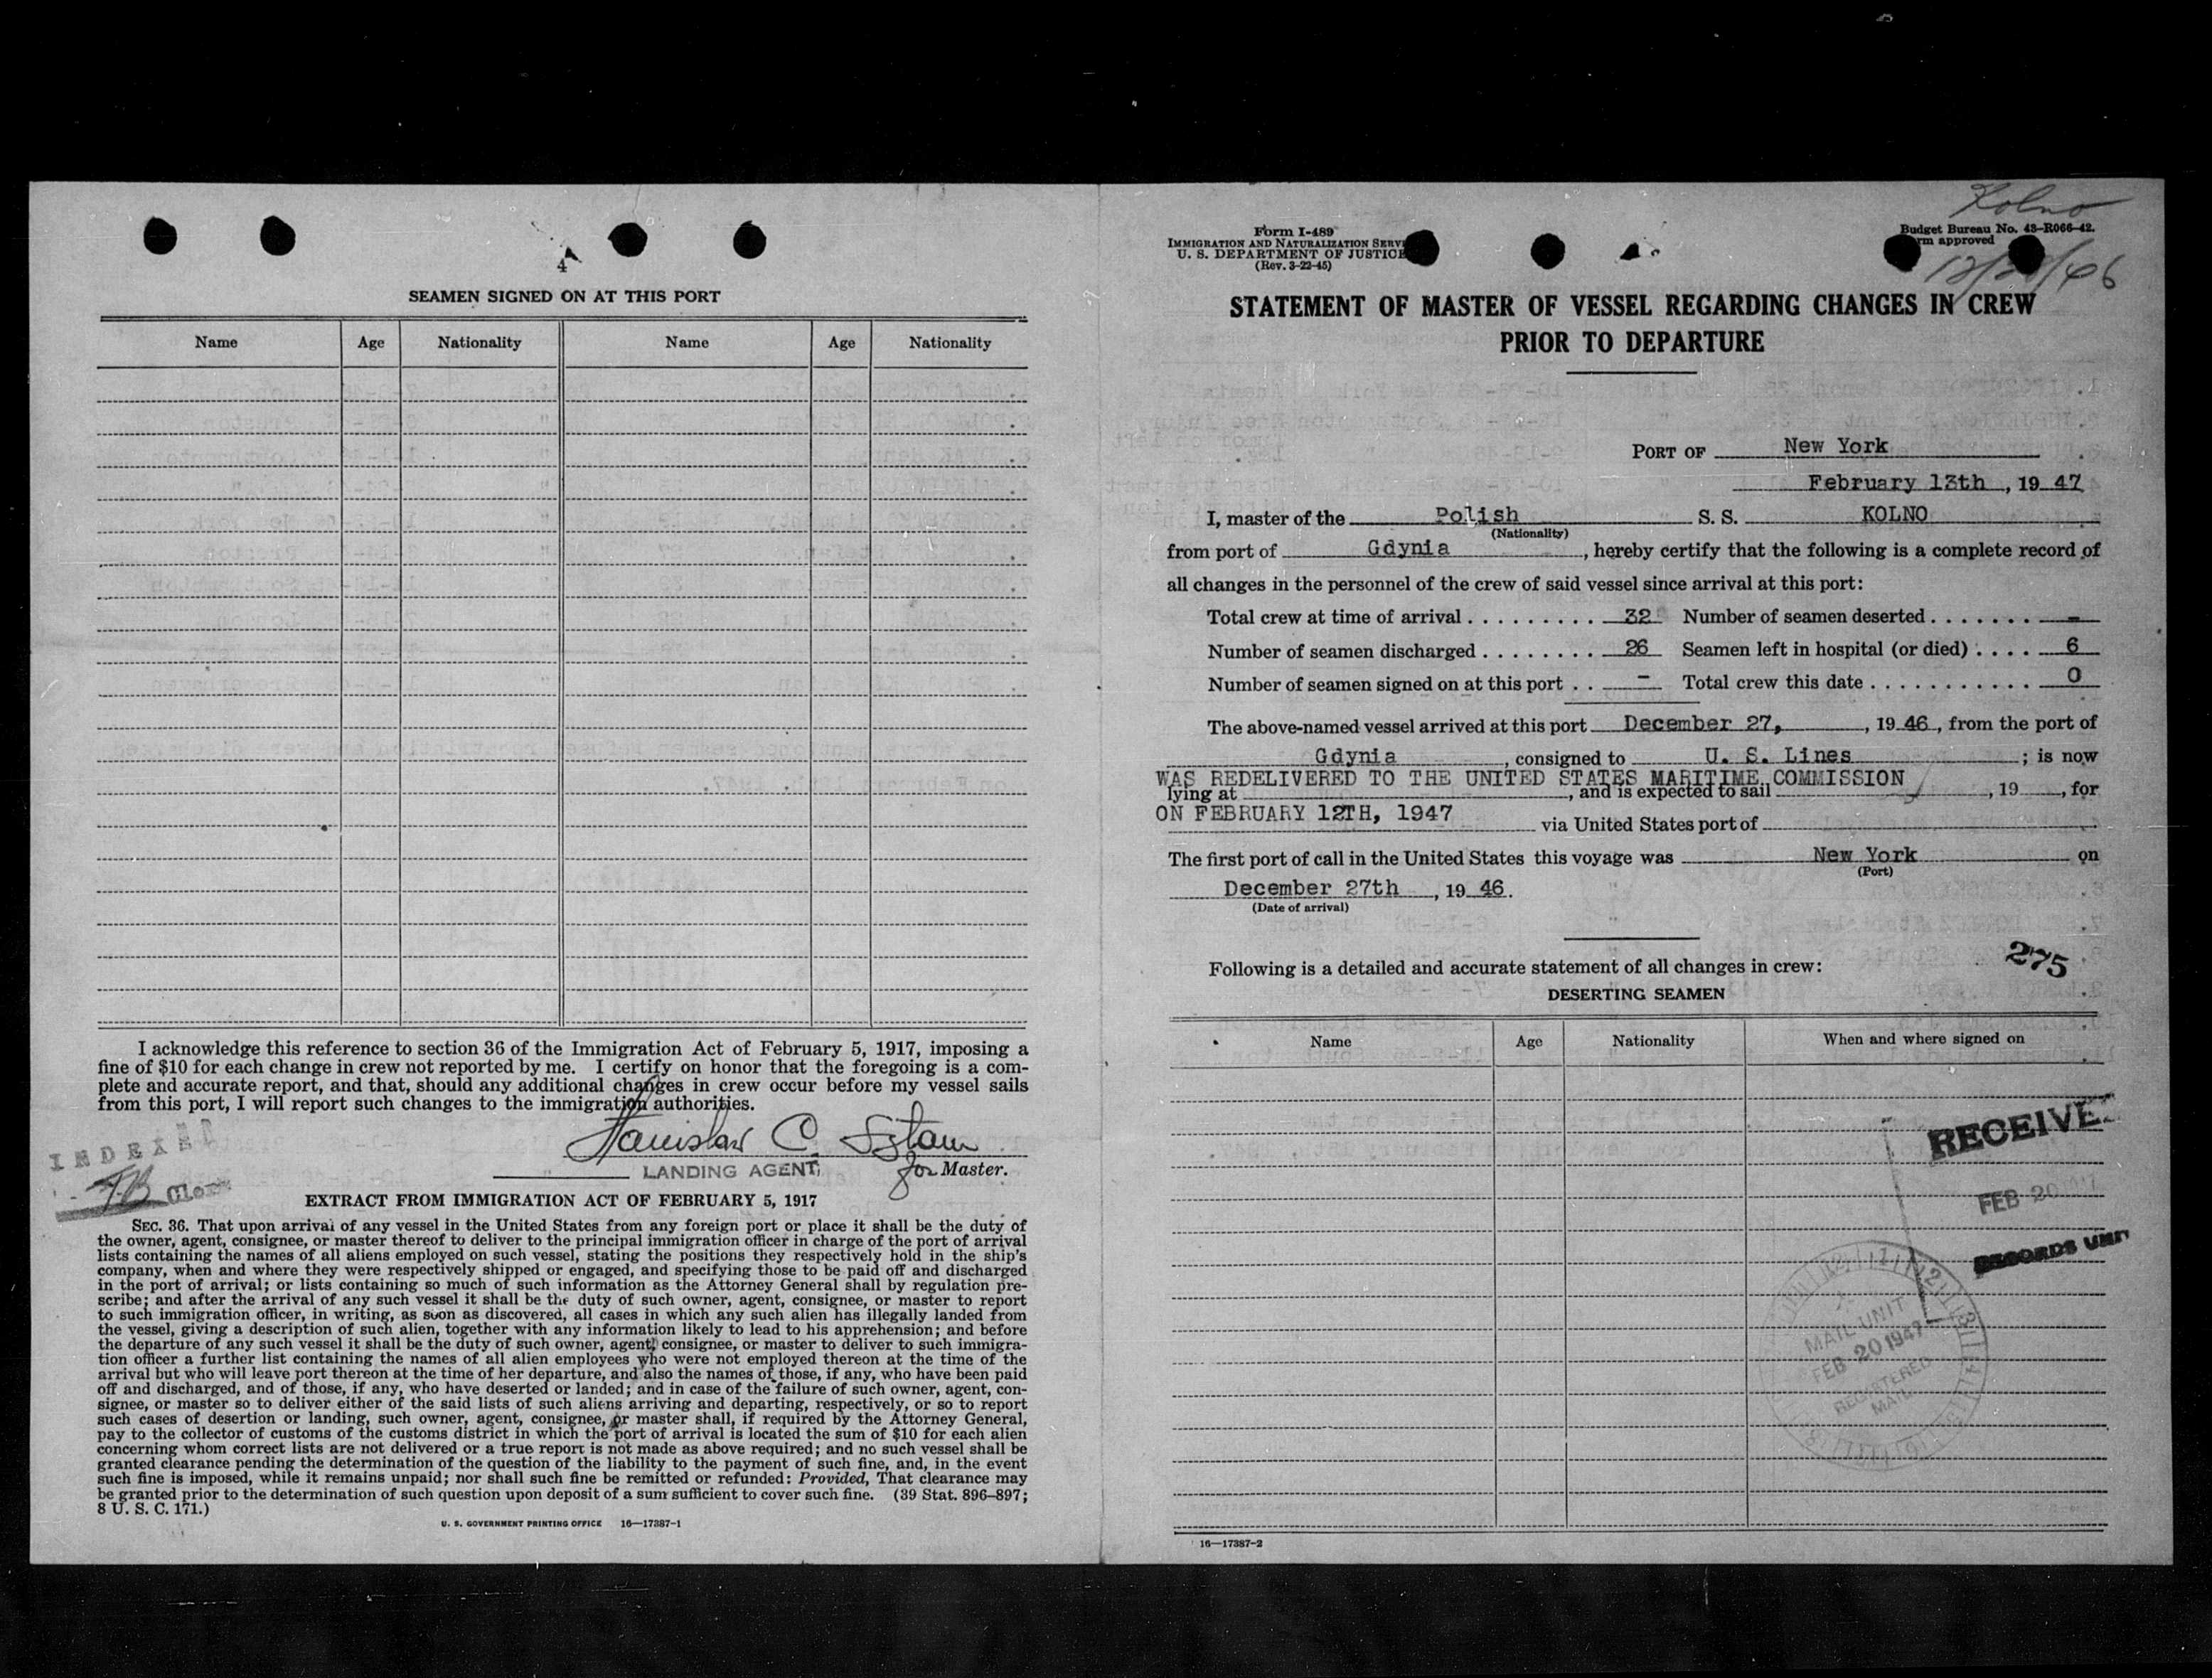 4
SEAMEN SIGNED ON AT THIS PORT
Name Age Nationality Name Age Nationality
I acknowledge this reference to section 36 of the Immigration Act of February 5, 1917, imposing a
fine of $10 for each change in crew not reported by me. I certify on honor that the foregoing is a com-
plete and accurate report, and that, should any additional changes in crew occur before my vessel sails
from this port, I will report such changes to the immigration authorities.
Stanislaw C.
LANDING AGENT for Master.
INDEXED
TB Clerk
EXTRACT FROM IMMIGRATION ACT OF FEBRUARY 5, 1917
SEC. 36. That upon arrival of any vessel in the United States from any foreign port or place it shall be the duty of
the owner, agent, consignee, or master thereof to deliver to the principal immigration officer in charge of the port of arrival
lists containing the names of all aliens employed on such vessel, stating the positions they respectively hold in the ship's
company, when and where they were respectively shipped or engaged, and specifying those to be paid off and discharged
in the port of arrival; or lists containing so much of such information as the Attorney General shall by regulation pre-
scribe; and after the arrival of any such vessel it shall be the duty of such owner, agent, consignee, or master to report
to such immigration officer, in writing, as soon as discovered, all cases in which any such alien has illegally landed from
the vessel, giving a description of such alien, together with any information likely to lead to his apprehension; and before
the departure of any such vessel it shall be the duty of such owner, agent, consignee, or master to deliver to such immigra-
tion officer a further list containing the names of all alien employees who were not employed thereon at the time of the
arrival but who will leave port thereon at the time of her departure, and also the names of those, if any, who have been paid
off and discharged, and of those, if any, who have deserted or landed; and in case of the failure of such owner, agent, con-
signee, or master so to deliver either of the said lists of such aliens arriving and departing, respectively, or so to report
such cases of desertion or landing, such owner, agent, consignee, or master shall, if required by the Attorney General,
pay to the collector of customs of the customs district in which the port of arrival is located the sum of $10 for each alien
concerning whom correct lists are not delivered or a true report is not made as above required; and no such vessel shall be
granted clearance pending the determination of the question of the liability to the payment of such fine, and, in the event
such fine is imposed, while it remains unpaid; nor shall such fine be remitted or refunded: Provided, That clearance may
be granted prior to the determination of such question upon deposit of a sum sufficient to cover such fine. (39 Stat. 896–897;
8 U. S. C. 171.)
U. S. GOVERNMENT PRINTING OFFICE 16—17387-1
Kolno
Form I-489
IMMIGRATION AND NATURALIZATION SERVI
U. S. DEPARTMENT OF JUSTICE
(Rev. 3-22-45)
Budget Bureau No. 43–R066–42.
rm approved
STATEMENT OF MASTER OF VESSEL REGARDING CHANGES IN CREW
PRIOR TO DEPARTURE
PORT OF New York
February 13th, 1947
I, master of the Polish S. S. KOLNO
(Nationality)
from port of Gdynia, hereby certify that the following is a complete record of
all changes in the personnel of the crew of said vessel since arrival at this port:
Total crew at time of arrival . . . . . . . . . 32 Number of seamen deserted . . . . . . . -
Number of seamen discharged . . . . . . . . 26 Seamen left in hospital (or died) . . . . 6
Number of seamen signed on at this port . . - Total crew this date . . . . . . . . . . . . 0
The above-named vessel arrived at this port December 27, , 1946, from the port of
Gdynia, consigned to U. S. Lines; is now
WAS REDELIVERED TO THE UNITED STATES MARITIME COMMISSION
lying at , and is expected to sail , 19 , for
ON FEBRUARY 12TH, 1947
via United States port of
The first port of call in the United States this voyage was New York on
(Port)
December 27th, 1946.
(Date of arrival)
275
Following is a detailed and accurate statement of all changes in crew:
DESERTING SEAMEN
Name Age Nationality When and where signed on
RECEIVE
FEB 20
RECORDS UNIT
MAIL UNIT
FEB 20 1947
REGISTERED
MAIL
16—17387-2